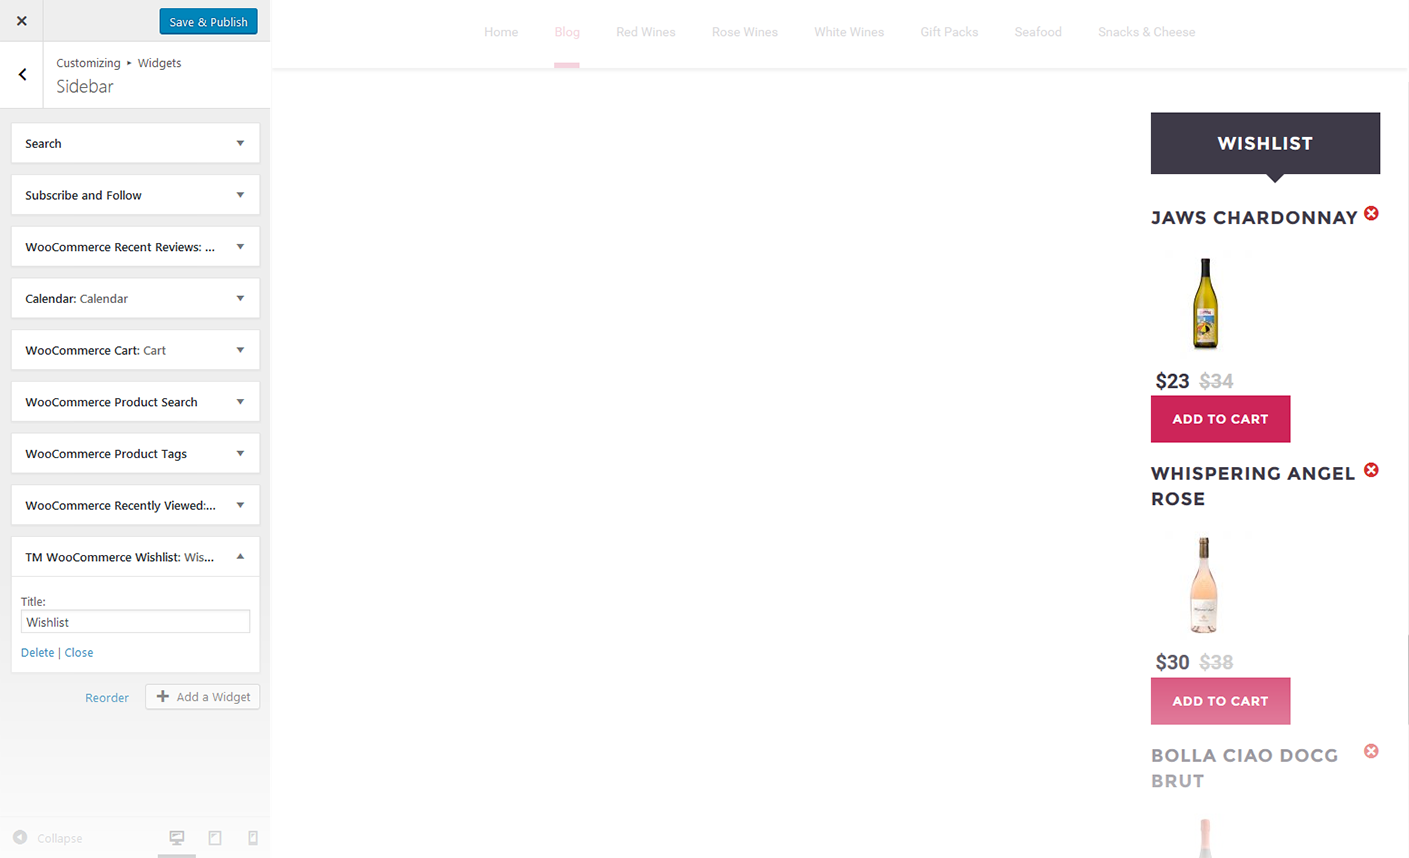 Save & Publish
Customizing ▸ Widgets
Sidebar
Search
Subscribe and Follow
WooCommerce Recent Reviews: ...
Calendar: Calendar
WooCommerce Cart: Cart
WooCommerce Product Search
WooCommerce Product Tags
WooCommerce Recently Viewed:...
TM WooCommerce Wishlist: Wis...
Title:
Wishlist
Delete | Close
Reorder
Add a Widget
Collapse
Home Blog Red Wines Rose Wines White Wines Gift Packs Seafood Snacks & Cheese
WISHLIST
JAWS CHARDONNAY
$23 $34
ADD TO CART
WHISPERING ANGEL
ROSE
$30 $38
ADD TO CART
BOLLA CIAO DOCG
BRUT